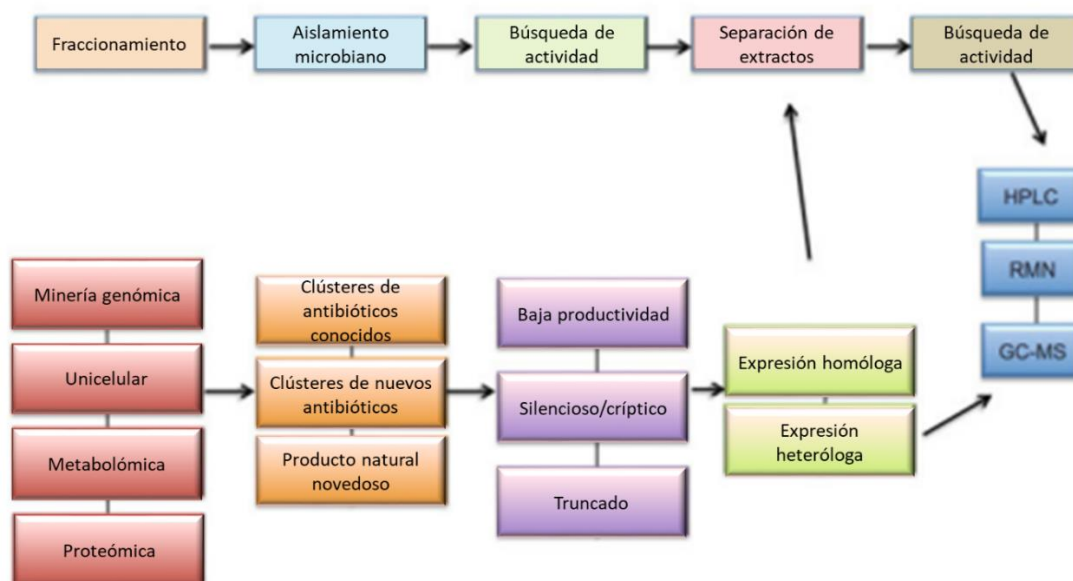 Fraccionamiento
Aislamiento
microbiano
Búsqueda de
actividad
Separación de
extractos
Búsqueda de
actividad
HPLC
RMN
GC-MS
Minería genómica
Unicelular
Metabolómica
Proteómica
Clústeres de
antibióticos
conocidos
Clústeres de nuevos
antibióticos
Producto natural
novedoso
Baja productividad
Silencioso/críptico
Truncado
Expresión homóloga
Expresión
heteróloga